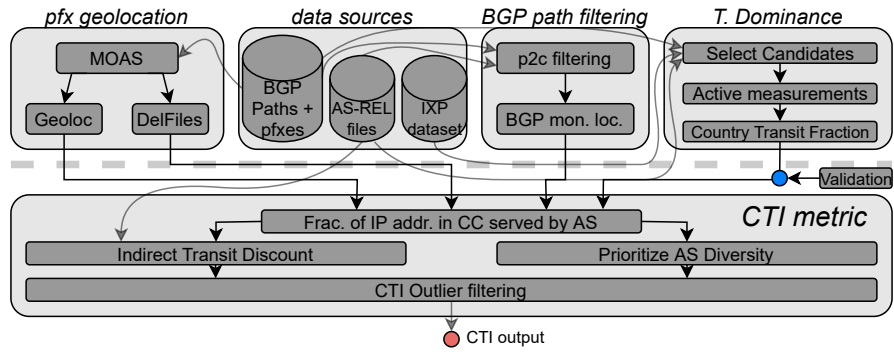 pfx geolocation
data sources
BGP path filtering
T. Dominance
MOAS
Geoloc
DelFiles
BGP
Paths +
pfxes
AS-REL
files
IXP
dataset
p2c filtering
BGP mon. loc.
Select Candidates
Active measurements
Country Transit Fraction
Validation
CTI metric
Frac. of IP addr. in CC served by AS
Indirect Transit Discount
Prioritize AS Diversity
CTI Outlier filtering
CTI output